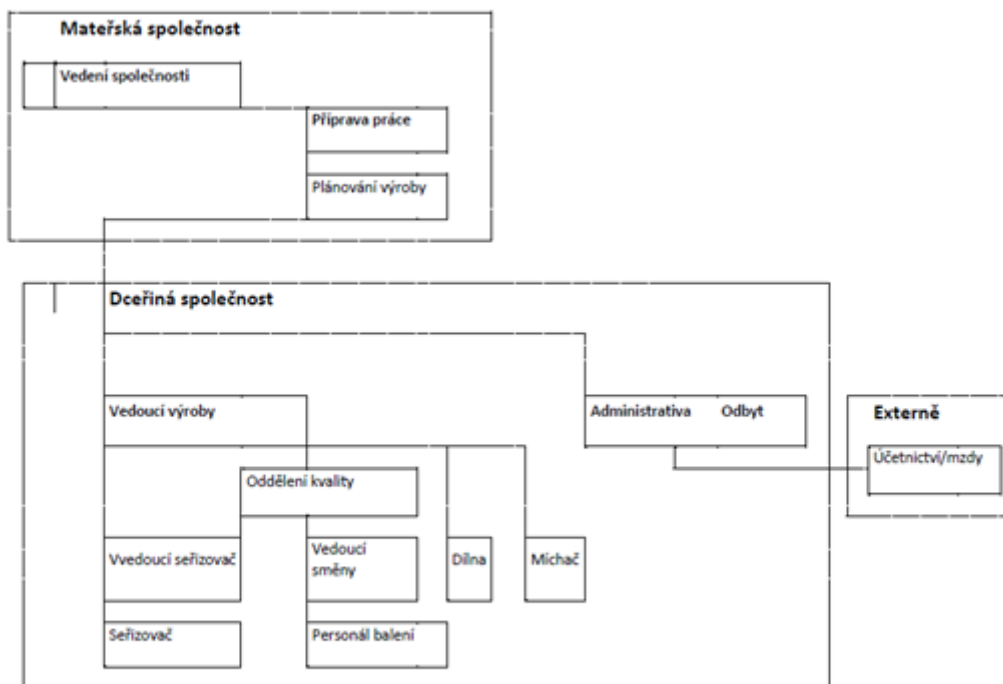 Mateřská společnost
Vedení společnosti
Příprava práce
Plánování výroby
Dceřiná společnost
Vedoucí výroby
Administrativa Odbyt
Externě
Účetnictví/mzdy
Oddělení kvality
Vvedoucí seřizovač
Vedoucí
směny
Dílna
Míchač
Seřizovač
Personál balení